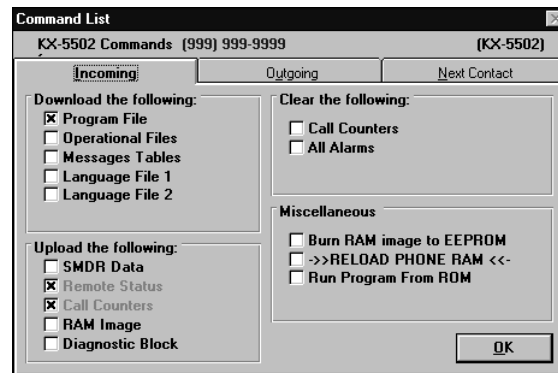 Command List
KX-5502 Commands (999) 999-9999 (KX-5502)
Incoming Outgoing Next Contact
Download the following:
Program File
Operational Files
Messages Tables
Language File 1
Language File 2
Upload the following:
SMDR Data
Remote Status
Call Counters
RAM Image
Diagnostic Block
Clear the following:
Call Counters
All Alarms
Miscellaneous
Burn RAM image to EEPROM
->>RELOAD PHONE RAM <<-
Run Program From ROM
OK